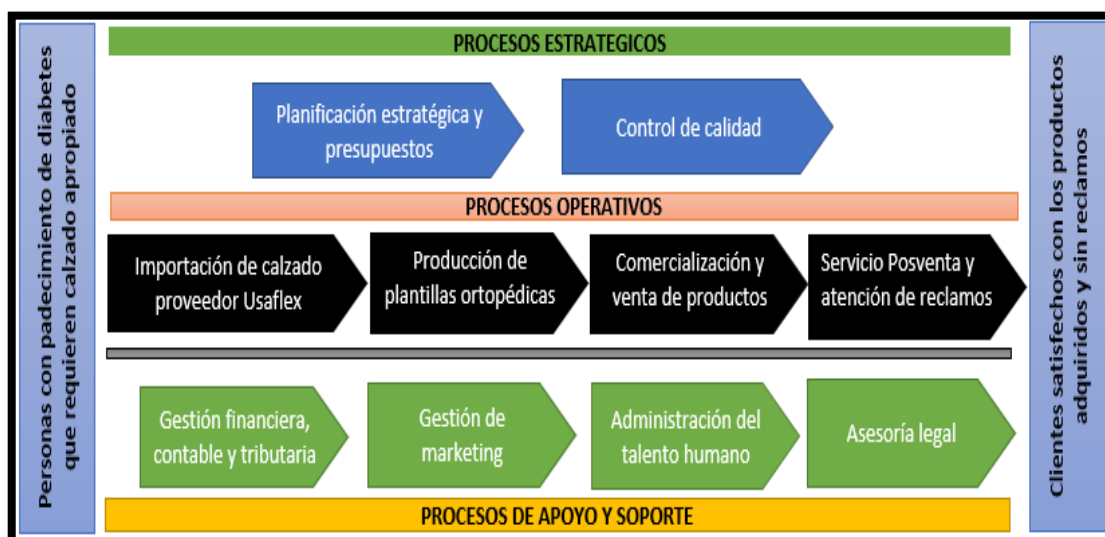 Personas con padecimiento de diabetes
que requieren calzado apropiado
PROCESOS ESTRATEGICOS
Planificación estratégica y
presupuestos
Control de calidad
PROCESOS OPERATIVOS
Importación de calzado
proveedor Usaflex
Producción de
plantillas ortopédicas
Comercialización y
venta de productos
Servicio Posventa y
atención de reclamos
Gestión financiera,
contable y tributaria
Gestión de
marketing
Administración del
talento humano
Asesoría legal
PROCESOS DE APOYO Y SOPORTE
Clientes satisfechos con los productos
adquiridos y sin reclamos